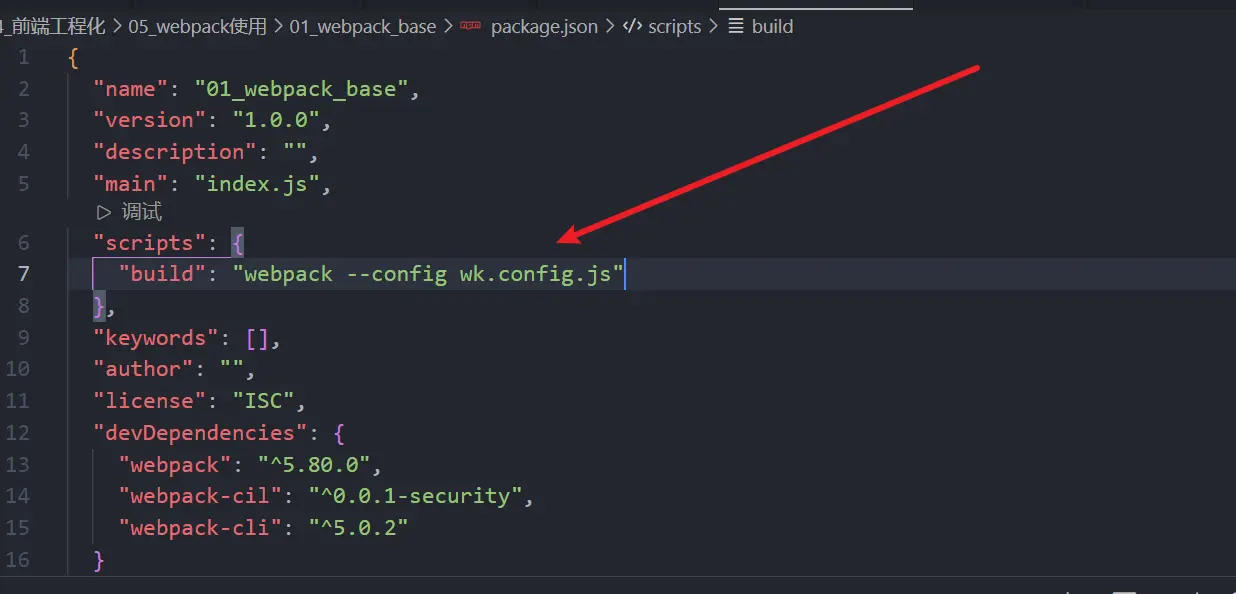 _前端工程化 > 05_webpack使用 > 01_webpack_base > npm package.json > </> scripts > build
1 {
2 "name": "01_webpack_base",
3 "version": "1.0.0",
4 "description": "",
5 "main": "index.js",
▷ 调试
6 "scripts": {
7 "build": "webpack --config wk.config.js"
8 },
9 "keywords": [],
10 "author": "",
11 "license": "ISC",
12 "devDependencies": {
13 "webpack": "^5.80.0",
14 "webpack-cil": "^0.0.1-security",
15 "webpack-cli": "^5.0.2"
16 }